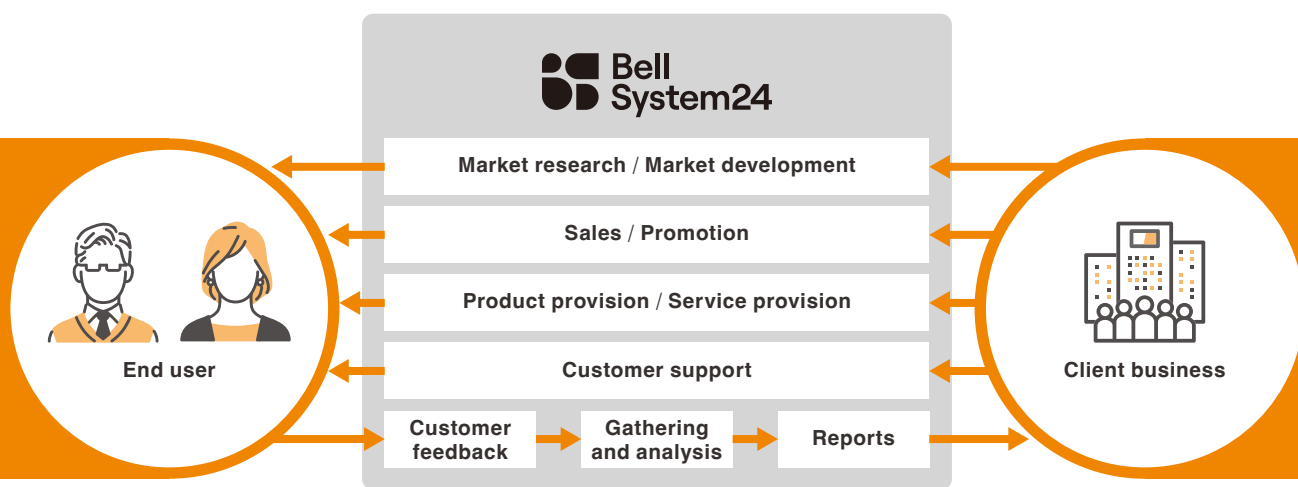 Bell
System24
Market research / Market development
Sales / Promotion
Product provision / Service provision
Customer support
End user
Client business
Customer
feedback
Gathering
and analysis
Reports